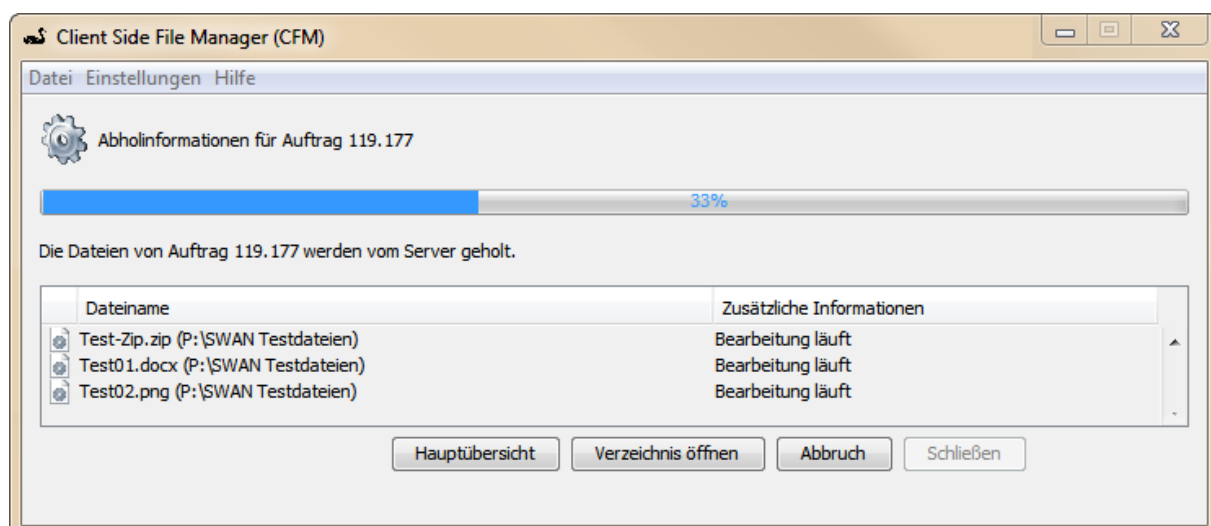 Client Side File Manager (CFM)
Datei Einstellungen Hilfe
Abholinformationen für Auftrag 119.177
33%
Die Dateien von Auftrag 119.177 werden vom Server geholt.
Dateiname Zusätzliche Informationen
Test-Zip.zip (P:\SWAN Testdateien) Bearbeitung läuft
Test01.docx (P:\SWAN Testdateien) Bearbeitung läuft
Test02.png (P:\SWAN Testdateien) Bearbeitung läuft
Hauptübersicht Verzeichnis öffnen Abbruch Schließen